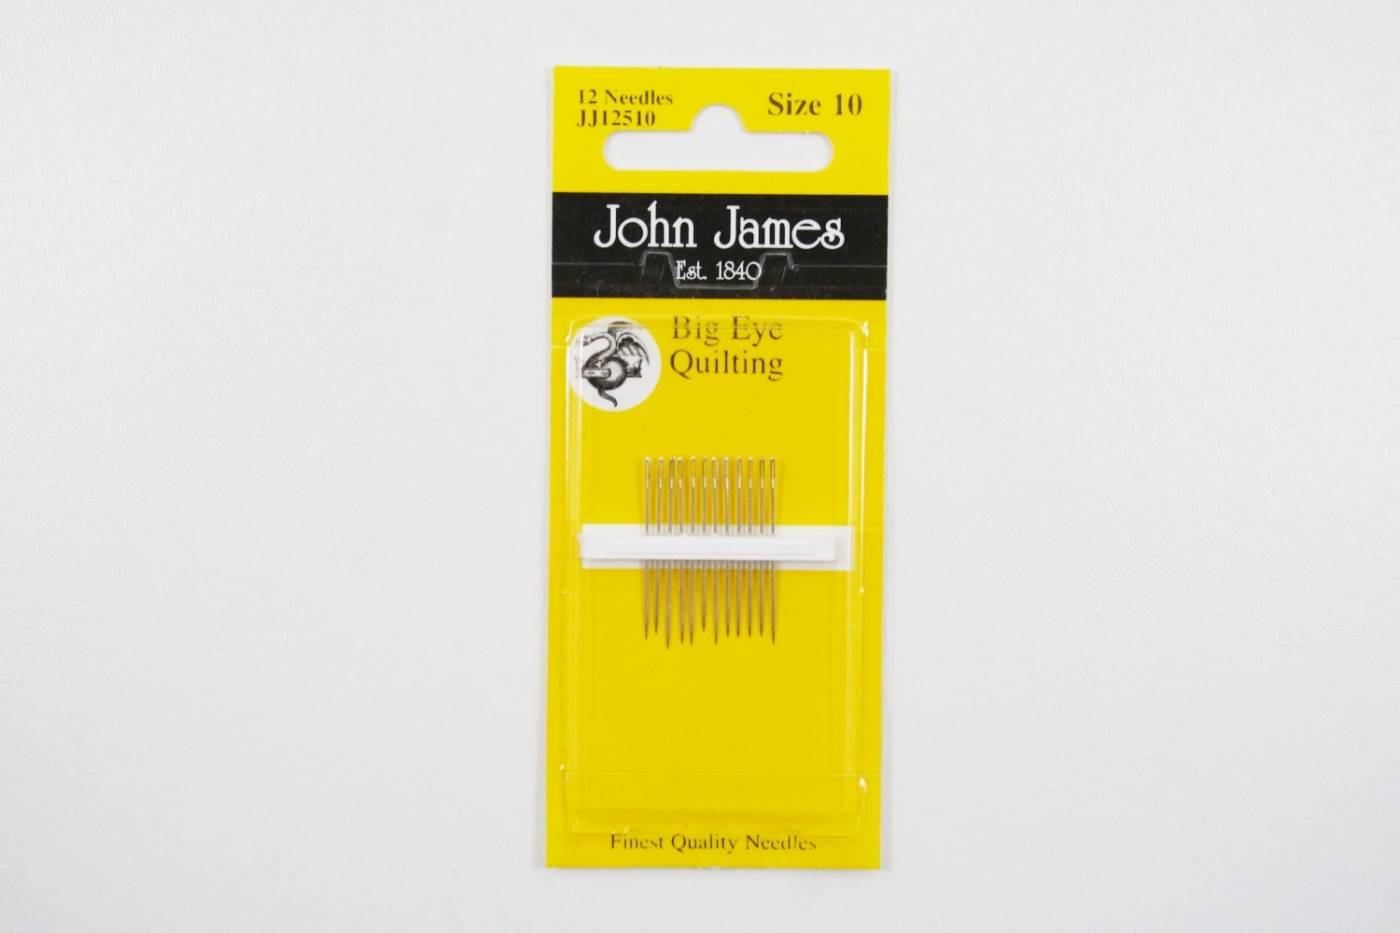 12 Needles
JJ12510
Size 10
John James
Est. 1840
Big Eye
Quilting
Finest Quality Needles